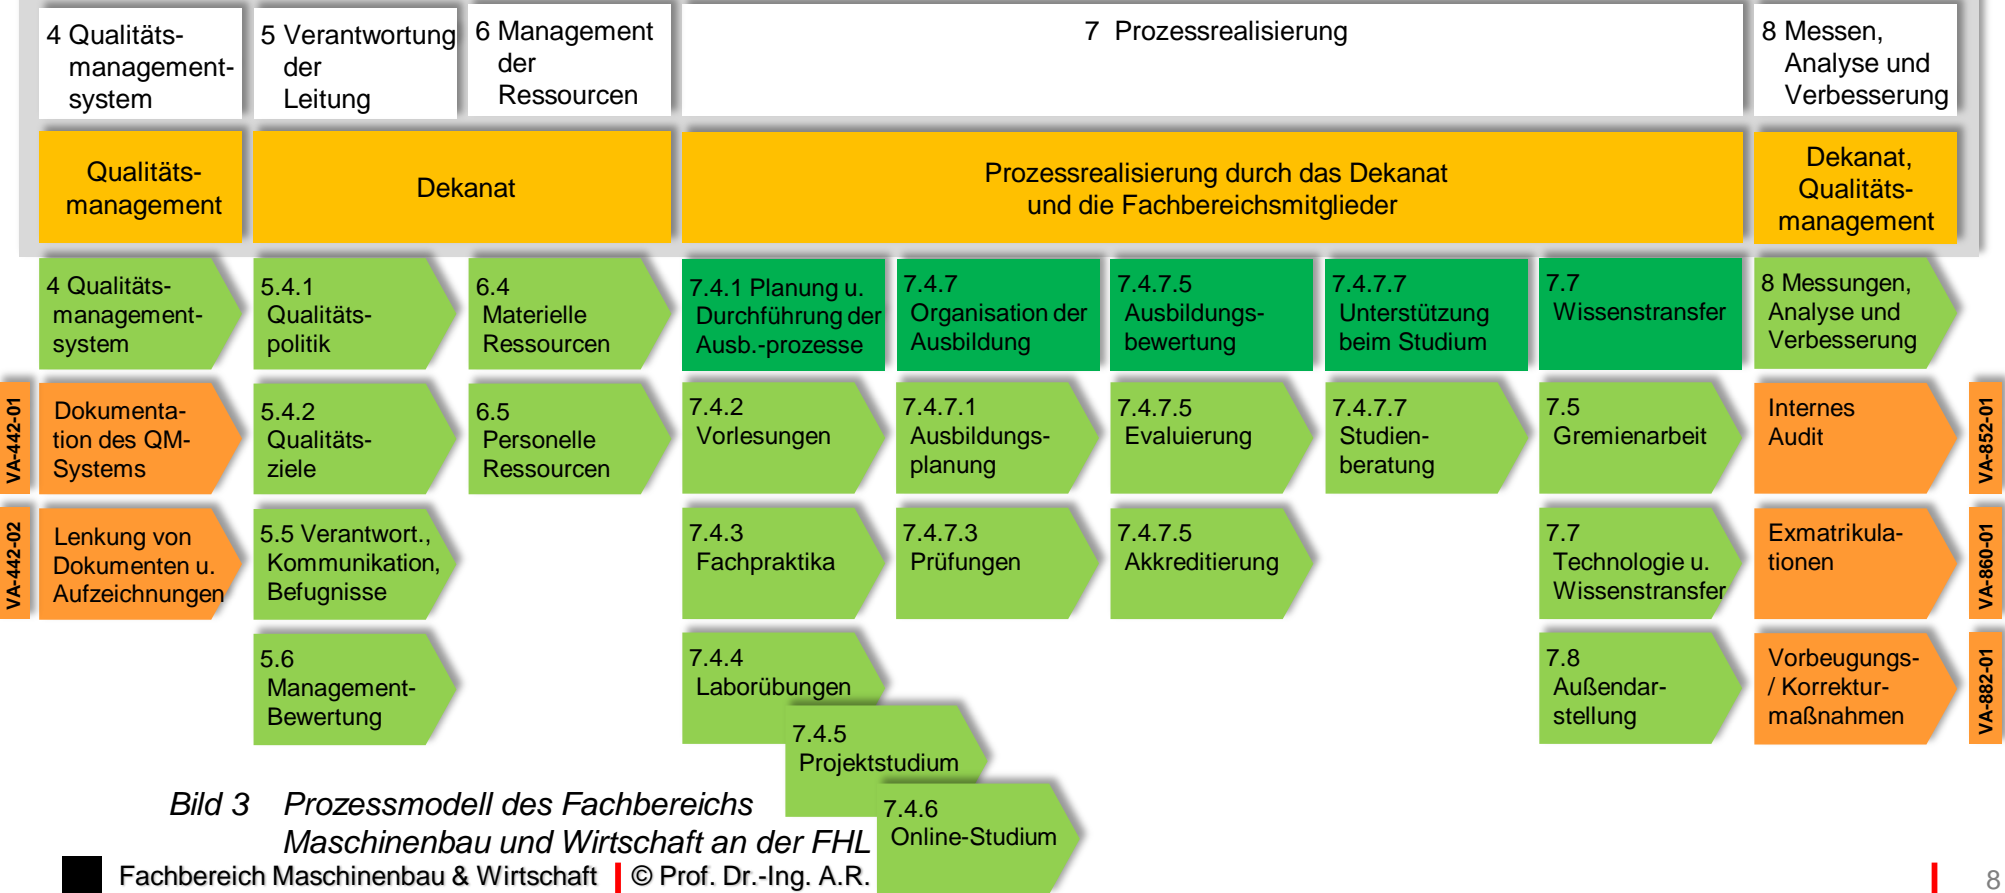 4 Qualitäts-
management-
system
5 Verantwortung
der
Leitung
6 Management
der
Ressourcen
7 Prozessrealisierung
8 Messen,
Analyse und
Verbesserung
Qualitäts-
management
Dekanat
Prozessrealisierung durch das Dekanat
und die Fachbereichsmitglieder
Dekanat,
Qualitäts-
management
4 Qualitäts-
management-
system
5.4.1
Qualitäts-
politik
6.4
Materielle
Ressourcen
7.4.1 Planung u.
Durchführung der
Ausb.-prozesse
7.4.7
Organisation der
Ausbildung
7.4.7.5
Ausbildungs-
bewertung
7.4.7.7
Unterstützung
beim Studium
7.7
Wissenstransfer
8 Messungen,
Analyse und
Verbesserung
VA-442-01
Dokumenta-
tion des QM-
Systems
5.4.2
Qualitäts-
ziele
6.5
Personelle
Ressourcen
7.4.2
Vorlesungen
7.4.7.1
Ausbildungs-
planung
7.4.7.5
Evaluierung
7.4.7.7
Studien-
beratung
7.5
Gremienarbeit
Internes
Audit
VA-852-01
VA-442-02
Lenkung von
Dokumenten u.
Aufzeichnungen
5.5 Verantwort.,
Kommunikation,
Befugnisse
7.4.3
Fachpraktika
7.4.7.3
Prüfungen
7.4.7.5
Akkreditierung
7.7
Technologie u.
Wissenstransfer
Exmatrikula-
tionen
VA-860-01
5.6
Management-
Bewertung
7.4.4
Laborübungen
7.8
Außendar-
stellung
Vorbeugungs-
/ Korrektur-
maßnahmen
VA-882-01
7.4.5
Projektstudium
7.4.6
Online-Studium
Bild 3 Prozessmodell des Fachbereichs
Maschinenbau und Wirtschaft an der FHL
Fachbereich Maschinenbau & Wirtschaft © Prof. Dr.-Ing. A.R.
8